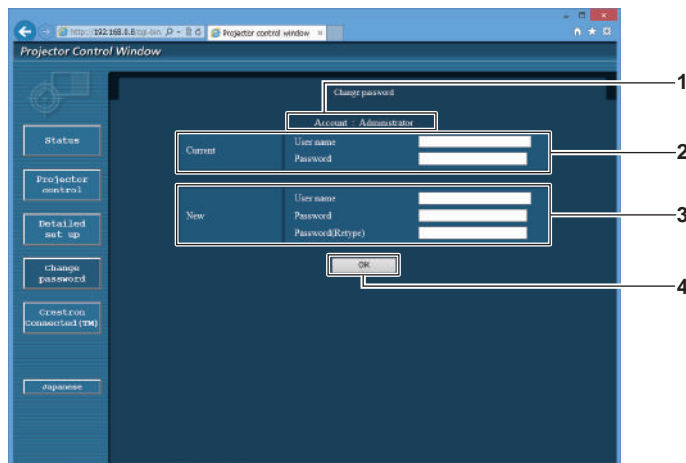 http://192.168.8.8/cgi-bin
Projector control window
Projector Control Window
Change password
1
Account : Administrator
2
Current
User name
Password
3
New
User name
Password
Password(Retype)
OK
4
Status
Projector
control
Detailed
set up
Change
password
Crestron
Connected(TM)
Japanese